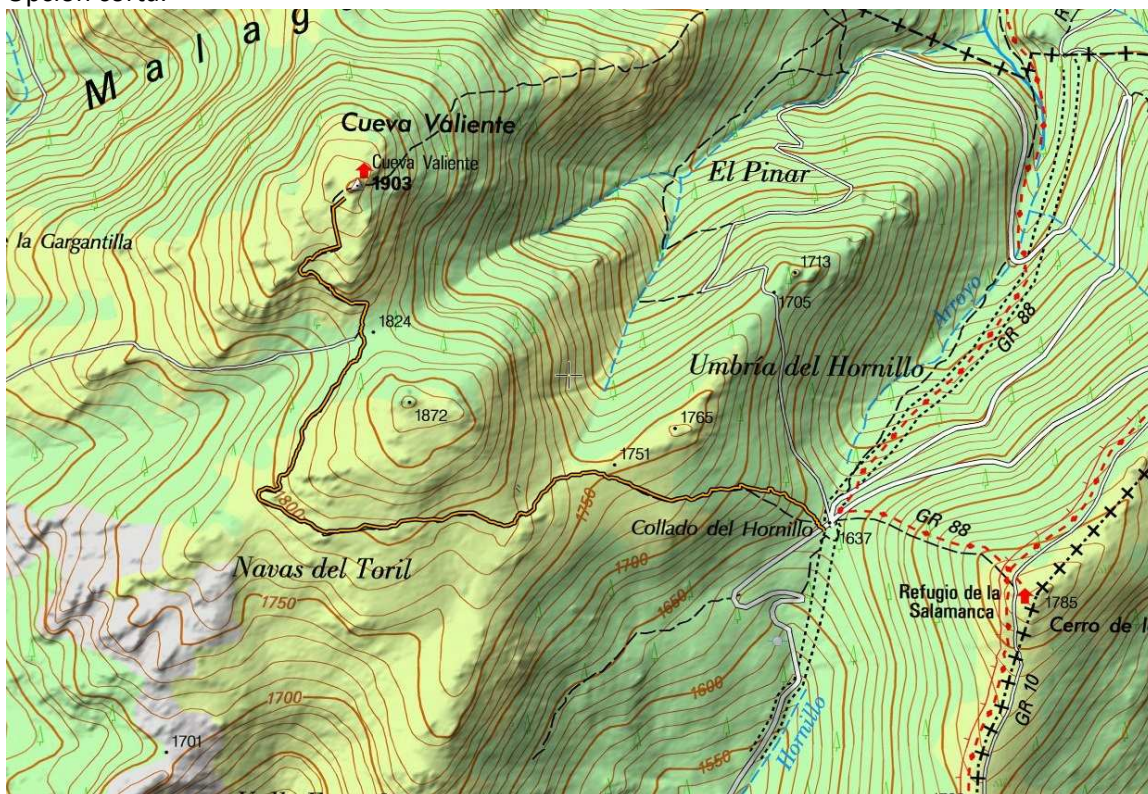 Opción corta:
Malag
Cueva Valiente
Cueva Valiente
1903
la Gargantilla
El Pinar
1713
1705
1824
Arroyo
GR 88
Umbría del Hornillo
1872
1765
1751
1800
1750
Collado del Hornillo
1637
GR 88
Navas del Toril
1700
1750
1650
Refugio de la
Salamanca
1785
Cerro de l
GR 10
1700
1600
1701
1550
Hornillo